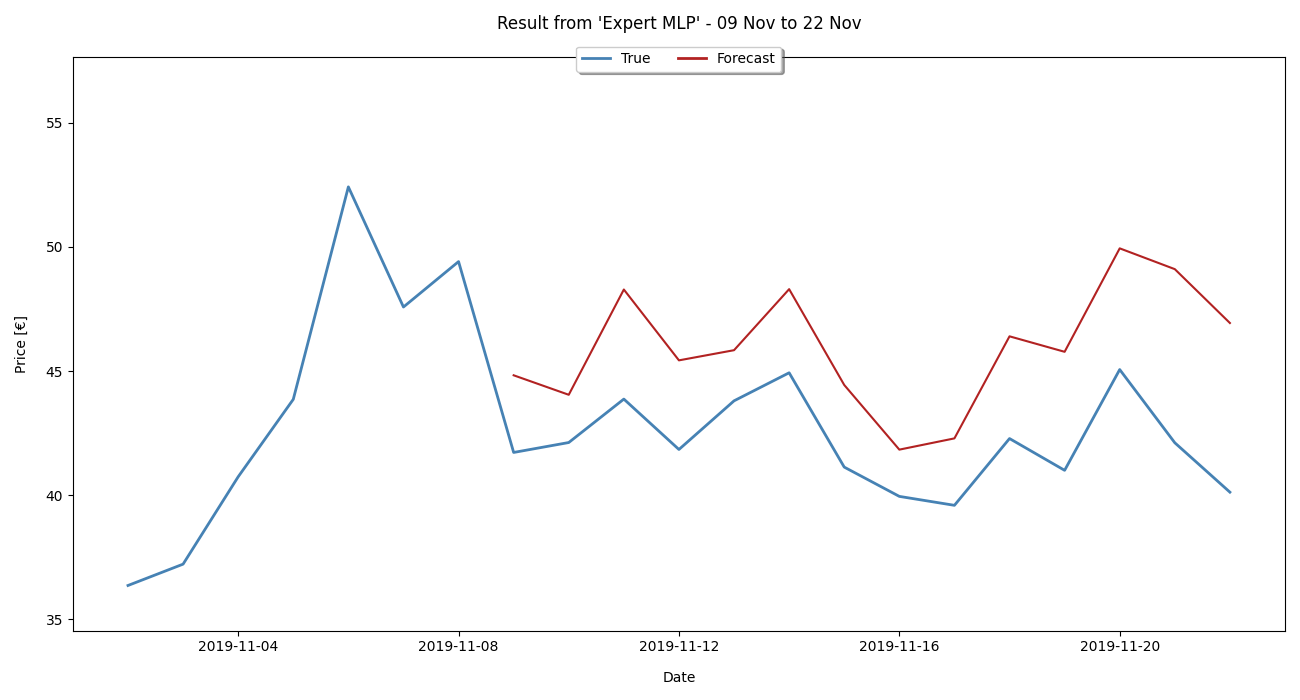 Result from 'Expert MLP' - 09 Nov to 22 Nov
True Forecast
55
50
45
40
35
Price [€]
2019-11-04 2019-11-08 2019-11-12 2019-11-16 2019-11-20
Date